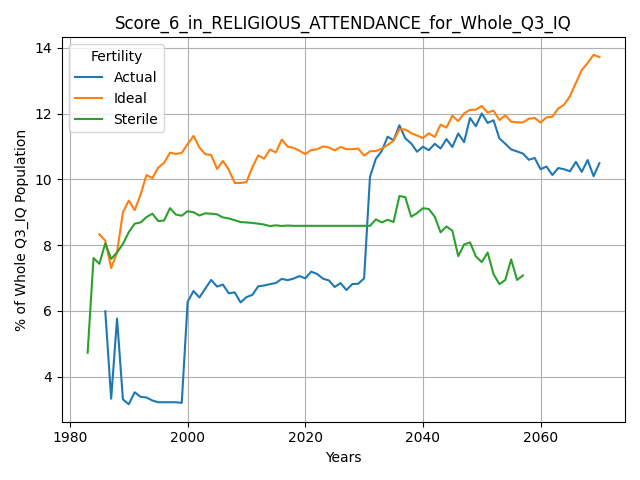 Score_6_in_RELIGIOUS_ATTENDANCE_for_Whole_Q3_IQ
Fertility
Actual
Ideal
Sterile
% of Whole Q3_IQ Population
14
12
10
8
6
4
1980
2000
2020
2040
2060
Years